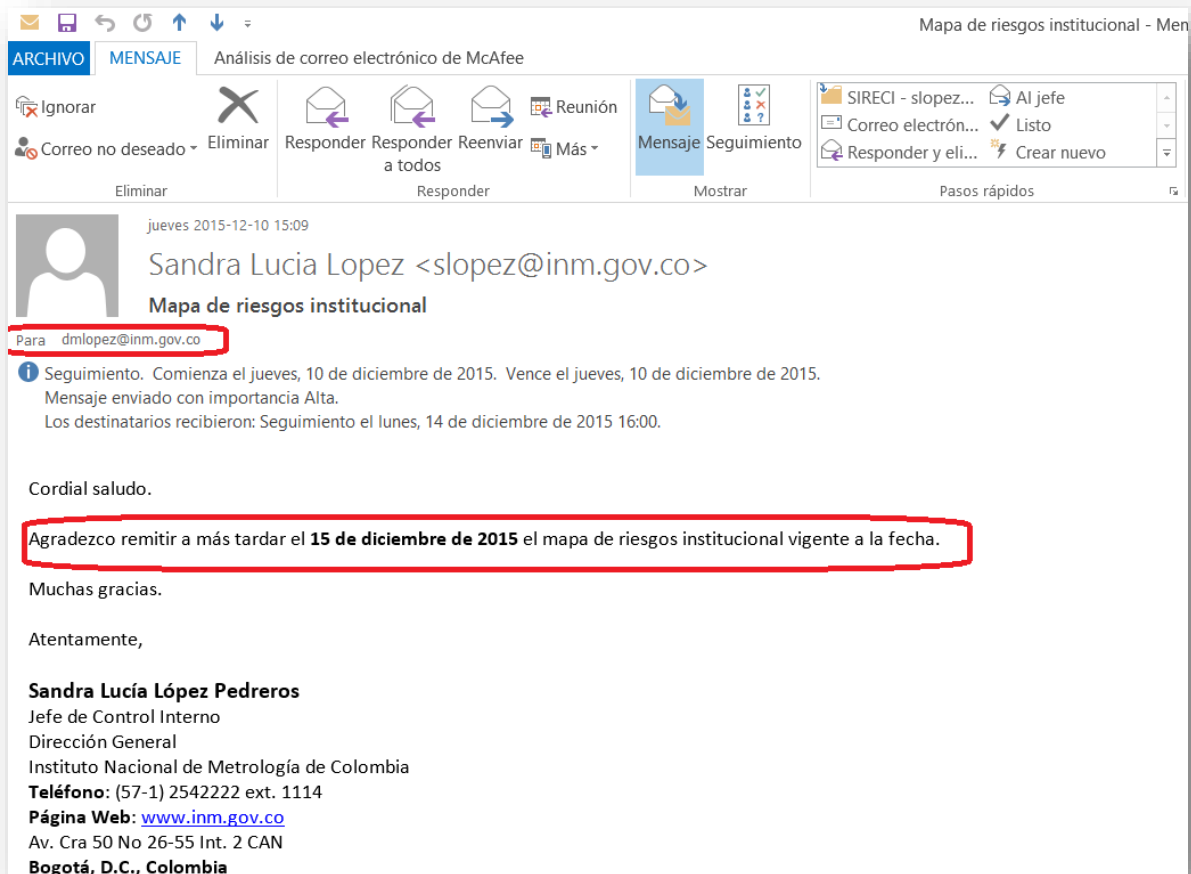 Mapa de riesgos institucional - Men
ARCHIVO MENSAJE Análisis de correo electrónico de McAfee
Ignorar
Correo no deseado
Eliminar
Responder Responder a todos Reenviar
Reunión
Más
Mensaje Seguimiento
SIRECI - slopez... Al jefe
Correo electrón... Listo
Responder y eli... Crear nuevo
Eliminar Responder Mostrar Pasos rápidos
jueves 2015-12-10 15:09
Sandra Lucia Lopez <slopez@inm.gov.co>
Mapa de riesgos institucional
Para dmlopez@inm.gov.co
Seguimiento. Comienza el jueves, 10 de diciembre de 2015. Vence el jueves, 10 de diciembre de 2015.
Mensaje enviado con importancia Alta.
Los destinatarios recibieron: Seguimiento el lunes, 14 de diciembre de 2015 16:00.
Cordial saludo.
Agradezco remitir a más tardar el 15 de diciembre de 2015 el mapa de riesgos institucional vigente a la fecha.
Muchas gracias.
Atentamente,
Sandra Lucía López Pedreros
Jefe de Control Interno
Dirección General
Instituto Nacional de Metrología de Colombia
Teléfono: (57-1) 2542222 ext. 1114
Página Web: www.inm.gov.co
Av. Cra 50 No 26-55 Int. 2 CAN
Bogotá, D.C., Colombia